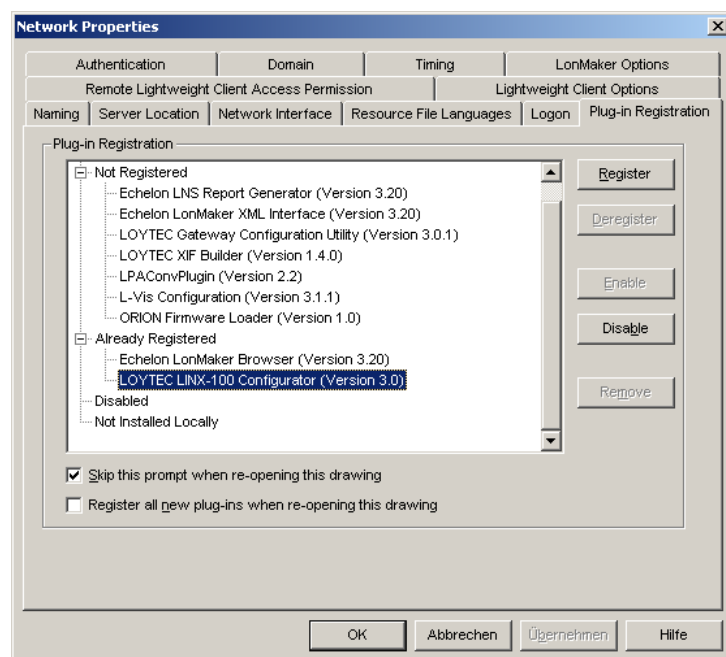 Network Properties
Authentication
Domain
Timing
LonMaker Options
Remote Lightweight Client Access Permission
Lightweight Client Options
Naming
Server Location
Network Interface
Resource File Languages
Logon
Plug-in Registration
Plug-in Registration
Not Registered
Echelon LNS Report Generator (Version 3.20)
Echelon LonMaker XML Interface (Version 3.20)
LOYTEC Gateway Configuration Utility (Version 3.0.1)
LOYTEC XIF Builder (Version 1.4.0)
LPAConvPlugin (Version 2.2)
L-Vis Configuration (Version 3.1.1)
ORION Firmware Loader (Version 1.0)
Already Registered
Echelon LonMaker Browser (Version 3.20)
LOYTEC LINX-100 Configurator (Version 3.0)
Disabled
Not Installed Locally
Register
Deregister
Enable
Disable
Remove
Skip this prompt when re-opening this drawing
Register all new plug-ins when re-opening this drawing
OK
Abbrechen
Übernehmen
Hilfe